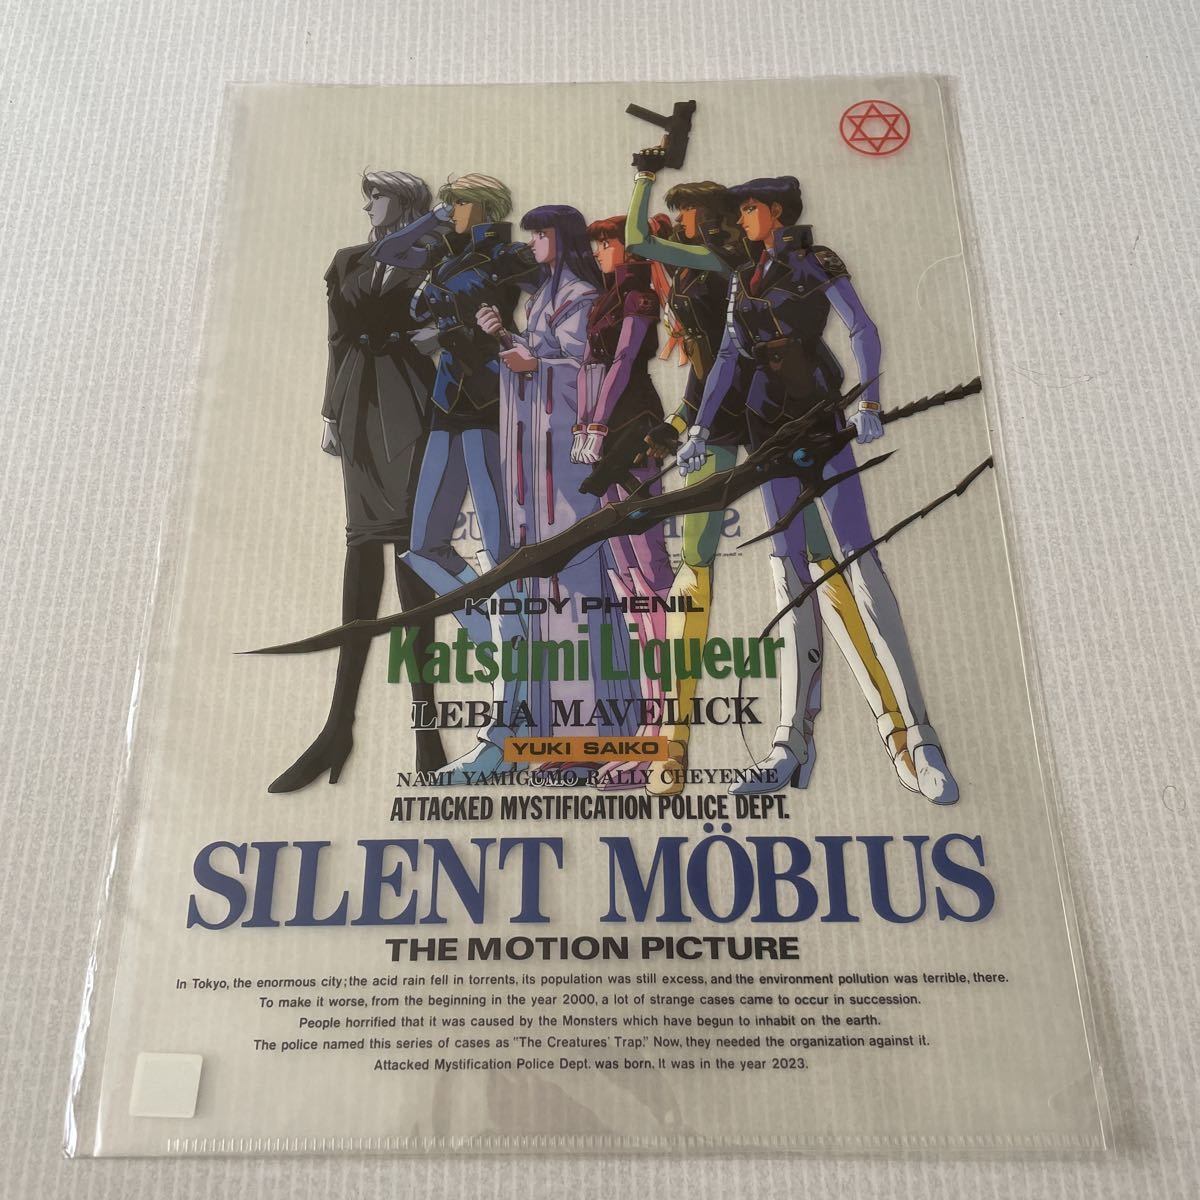 KIDDY PHENIL
Katsumi Liqueur
LEBIA MAVELICK
YUKI SAIKO
NAMI YAMIGUMO RALLY CHEYENNE
ATTACKED MYSTIFICATION POLICE DEPT.
SILENT MÖBIUS
THE MOTION PICTURE
In Tokyo, the enormous city; the acid rain fell in torrents, its population was still excess, and the environment pollution was terrible, there.
To make it worse, from the beginning in the year 2000, a lot of strange cases came to occur in succession.
People horrified that it was caused by the Monsters which have begun to inhabit on the earth.
The police named this series of cases as "The Creatures' Trap." Now, they needed the organization against it.
Attacked Mystification Police Dept. was born. It was in the year 2023.